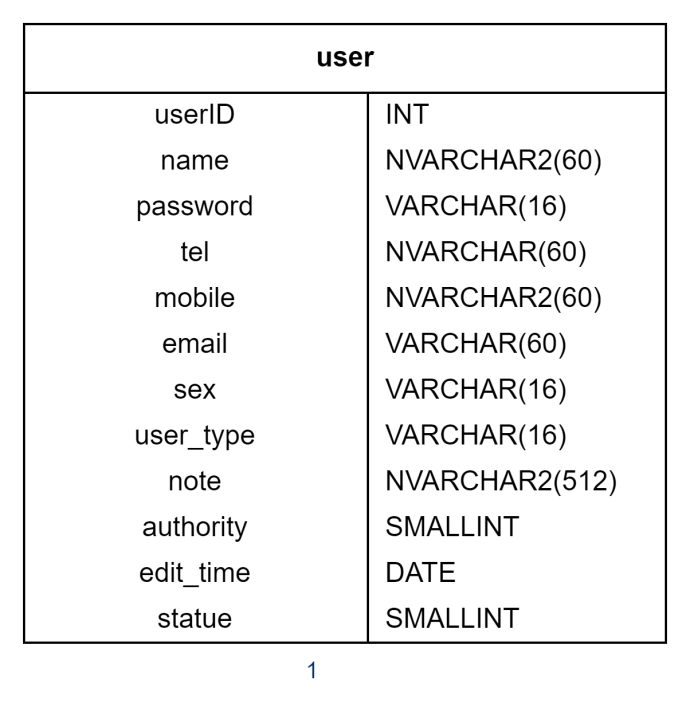 user
userID INT
name NVARCHAR2(60)
password VARCHAR(16)
tel NVARCHAR(60)
mobile NVARCHAR2(60)
email VARCHAR(60)
sex VARCHAR(16)
user_type VARCHAR(16)
note NVARCHAR2(512)
authority SMALLINT
edit_time DATE
statue SMALLINT
1